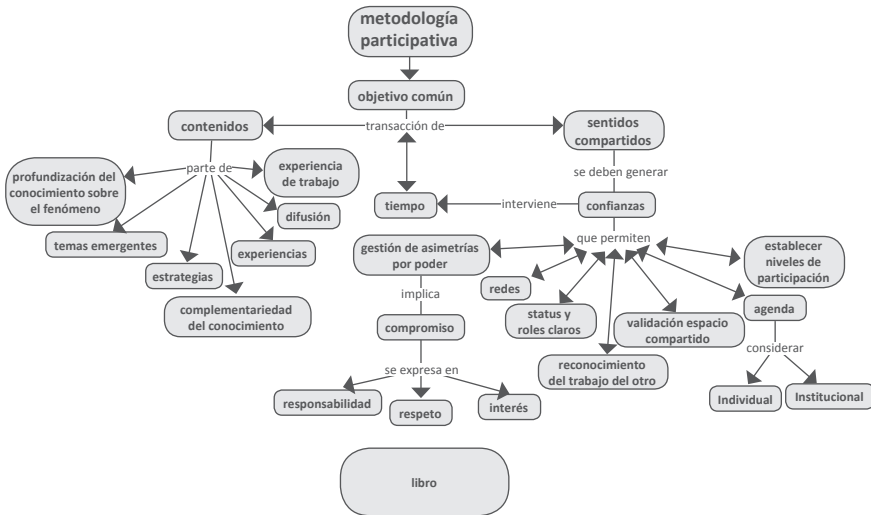 metodología
participativa
objetivo común
contenidos
transacción de
sentidos
compartidos
parte de
experiencia
de trabajo
profundización del
conocimiento sobre
el fenómeno
se deben generar
tiempo
interviene
confianzas
difusión
temas emergentes
experiencias
estrategias
complementariedad
del conocimiento
que permiten
gestión de asimetrías
por poder
establecer
niveles de
participación
redes
implica
status y
roles claros
agenda
compromiso
validación espacio
compartido
considerar
reconocimiento
del trabajo del otro
se expresa en
responsabilidad
respeto
interés
Individual
Institucional
libro